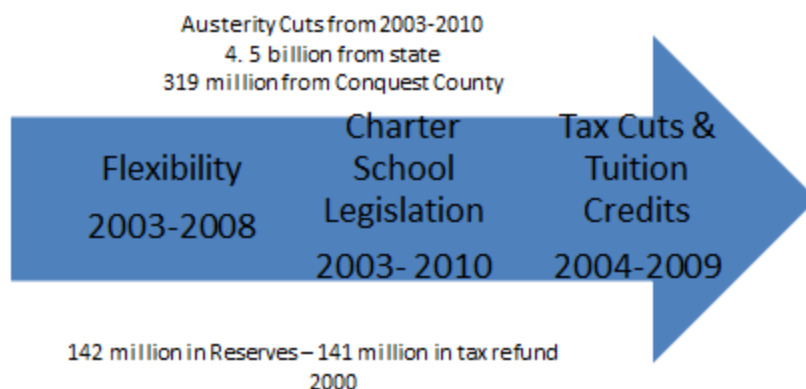 Austerity Cuts from 2003-2010
4. 5 billion from state
319 million from Conquest County
Flexibility
2003-2008
Charter
School
Legislation
2003- 2010
Tax Cuts &
Tuition
Credits
2004-2009
142 million in Reserves – 141 million in tax refund
2000